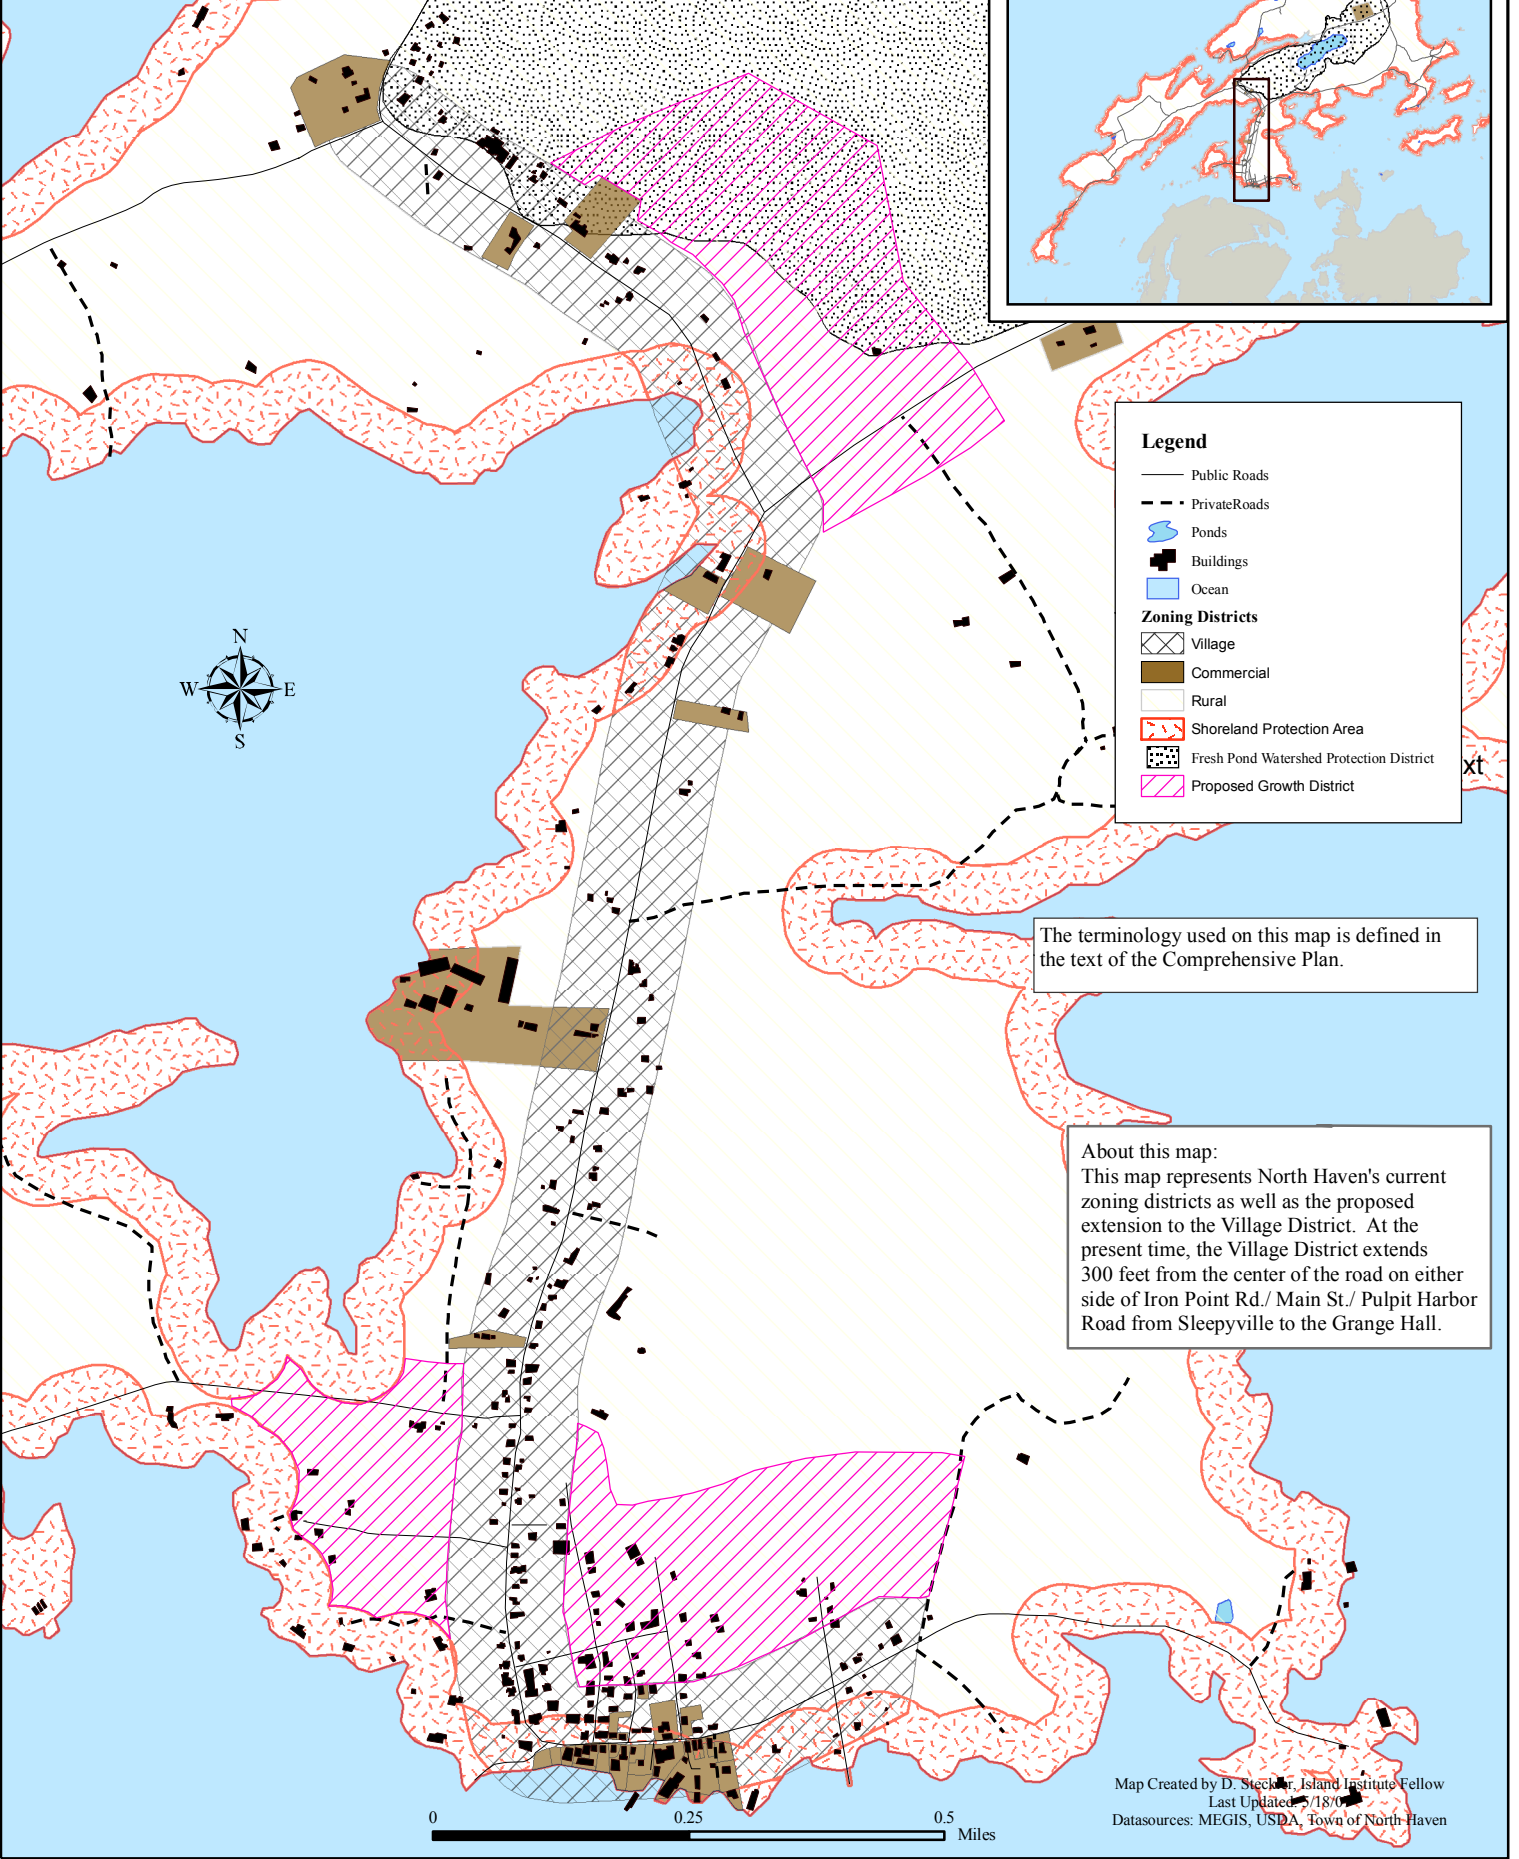 Legend
Public Roads
PrivateRoads
Ponds
Buildings
Ocean
Zoning Districts
Village
Commercial
Rural
Shoreland Protection Area
Fresh Pond Watershed Protection District
Proposed Growth District
xt
N
W E
S
The terminology used on this map is defined in
the text of the Comprehensive Plan.
About this map:
This map represents North Haven's current
zoning districts as well as the proposed
extension to the Village District. At the
present time, the Village District extends
300 feet from the center of the road on either
side of Iron Point Rd./ Main St./ Pulpit Harbor
Road from Sleepyville to the Grange Hall.
Map Created by D. Island Institute Fellow
Last Updated:
Datasources: MEGIS, USDA, Town of North Haven
0 0.25 0.5
Miles